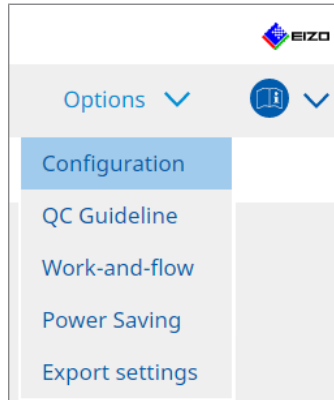 EIZO
Options
Configuration
QC Guideline
Work-and-flow
Power Saving
Export settings